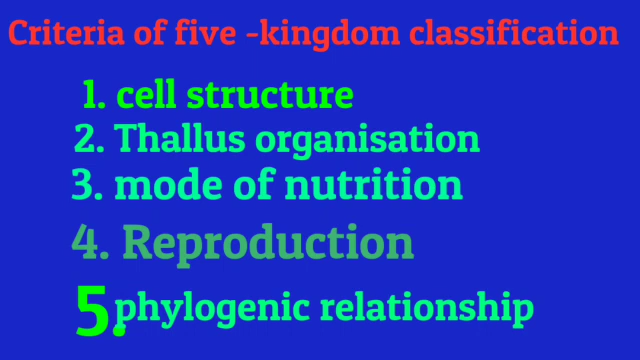 Criteria of five -kingdom classification
1. cell structure
2. Thallus organisation
3. mode of nutrition
4. Reproduction
5. phylogenic relationship